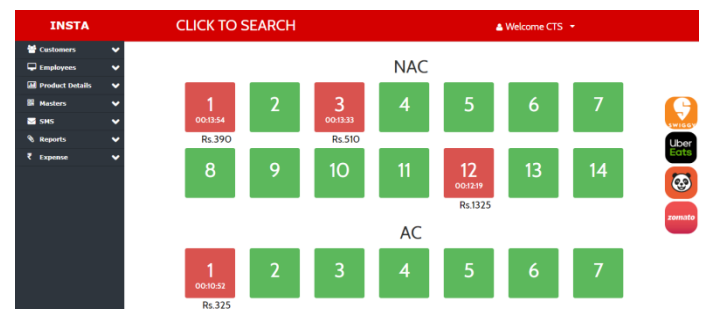 INSTA
CLICK TO SEARCH
Welcome CTS
Customers
Employees
Product Details
Masters
SMS
Reports
Expense
NAC
1 2 3 4 5 6 7
00:13:54 00:13:33
Rs.390 Rs.510
8 9 10 11 12 13 14
00:12:19
Rs.1325
AC
1 2 3 4 5 6 7
00:10:52
Rs.325
SWIGGY
Uber
Eats
zomato